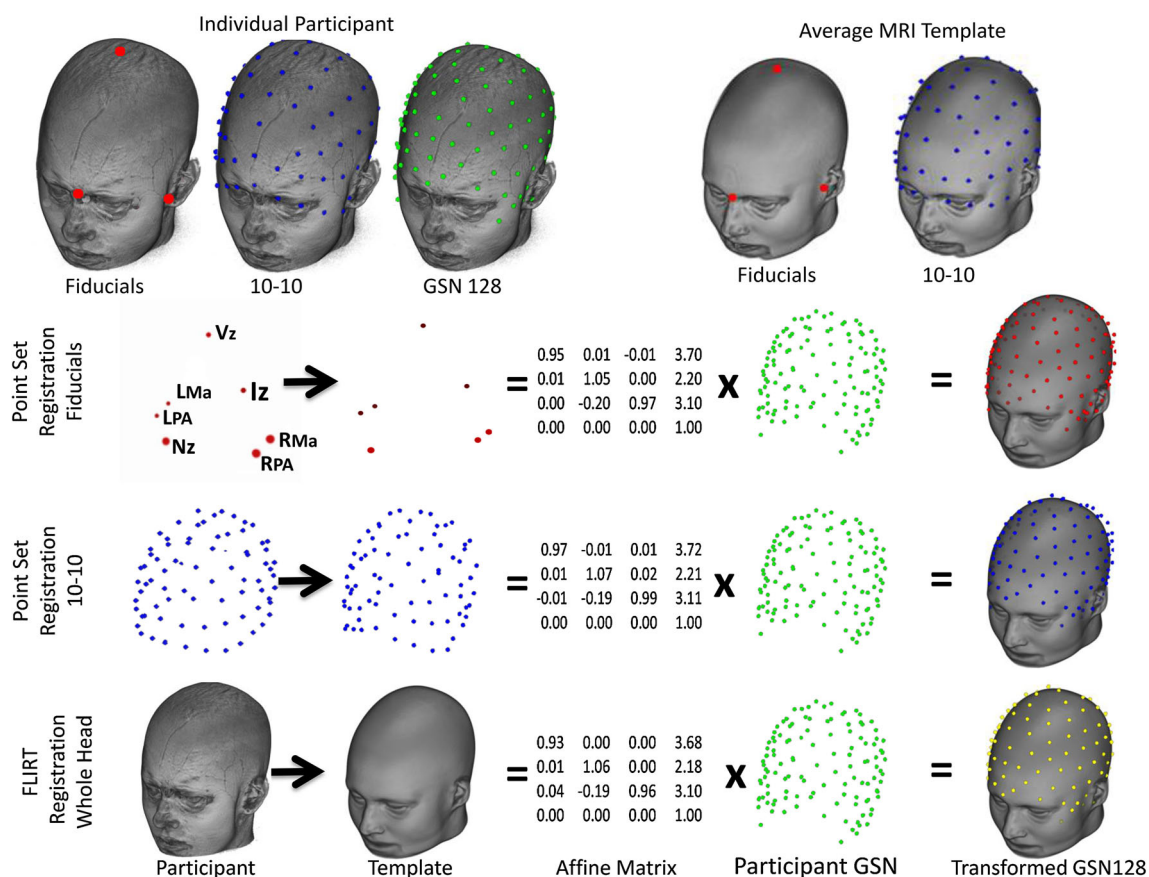 Individual Participant
Average MRI Template
Fiducials
10-10
GSN 128
Fiducials
10-10
Point Set
Registration
Fiducials
Vz
LMa
Iz
LPA
Nz
RMa
RPA
=
0.95 0.01 -0.01 3.70
0.01 1.05 0.00 2.20
0.00 -0.20 0.97 3.10
0.00 0.00 0.00 1.00
X
=
Point Set
Registration
10-10
=
0.97 -0.01 0.01 3.72
0.01 1.07 0.02 2.21
-0.01 -0.19 0.99 3.11
0.00 0.00 0.00 1.00
X
=
FLIRT
Registration
Whole Head
=
0.93 0.00 0.00 3.68
0.01 1.06 0.00 2.18
0.04 -0.19 0.96 3.10
0.00 0.00 0.00 1.00
X
=
Participant
Template
Affine Matrix
Participant GSN
Transformed GSN128